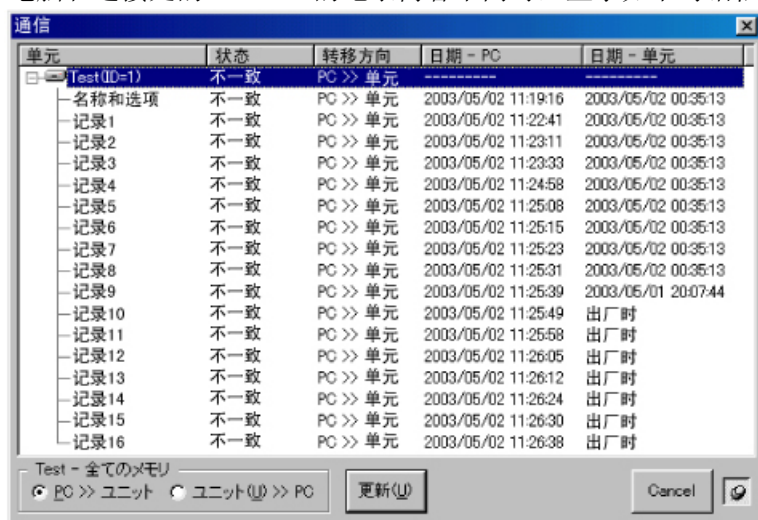 通信
单元 状态 转移方向 日期 - PC 日期 - 单元
Test(ID=1) 不一致 PC >> 单元 --------- ---------
名称和选项 不一致 PC >> 单元 2003/05/02 11:19:16 2003/05/02 00:35:13
记录1 不一致 PC >> 单元 2003/05/02 11:22:41 2003/05/02 00:35:13
记录2 不一致 PC >> 单元 2003/05/02 11:23:11 2003/05/02 00:35:13
记录3 不一致 PC >> 单元 2003/05/02 11:23:33 2003/05/02 00:35:13
记录4 不一致 PC >> 单元 2003/05/02 11:24:58 2003/05/02 00:35:13
记录5 不一致 PC >> 单元 2003/05/02 11:25:08 2003/05/02 00:35:13
记录6 不一致 PC >> 单元 2003/05/02 11:25:15 2003/05/02 00:35:13
记录7 不一致 PC >> 单元 2003/05/02 11:25:23 2003/05/02 00:35:13
记录8 不一致 PC >> 单元 2003/05/02 11:25:31 2003/05/02 00:35:13
记录9 不一致 PC >> 单元 2003/05/02 11:25:39 2003/05/01 20:07:44
记录10 不一致 PC >> 单元 2003/05/02 11:25:49 出厂时
记录11 不一致 PC >> 单元 2003/05/02 11:25:58 出厂时
记录12 不一致 PC >> 单元 2003/05/02 11:26:05 出厂时
记录13 不一致 PC >> 单元 2003/05/02 11:26:12 出厂时
记录14 不一致 PC >> 单元 2003/05/02 11:26:24 出厂时
记录15 不一致 PC >> 单元 2003/05/02 11:26:30 出厂时
记录16 不一致 PC >> 单元 2003/05/02 11:26:38 出厂时
Test - 全てのメモリ
PC >> ユニット ユニット(U) >> PC 更新(U) Cancel